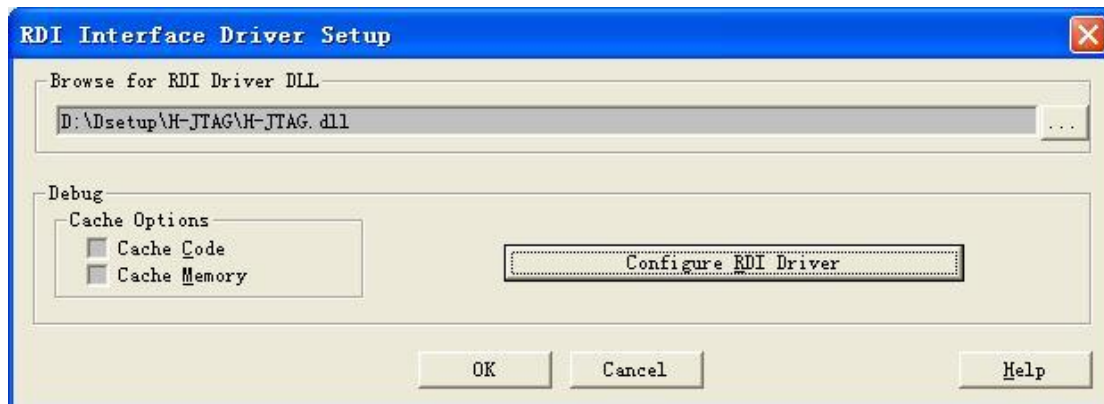 RDI Interface Driver Setup
Browse for RDI Driver DLL
D:\Dsetup\H-JTAG\H-JTAG.dll
...
Debug
Cache Options
Cache Code
Cache Memory
Configure RDI Driver
OK
Cancel
Help